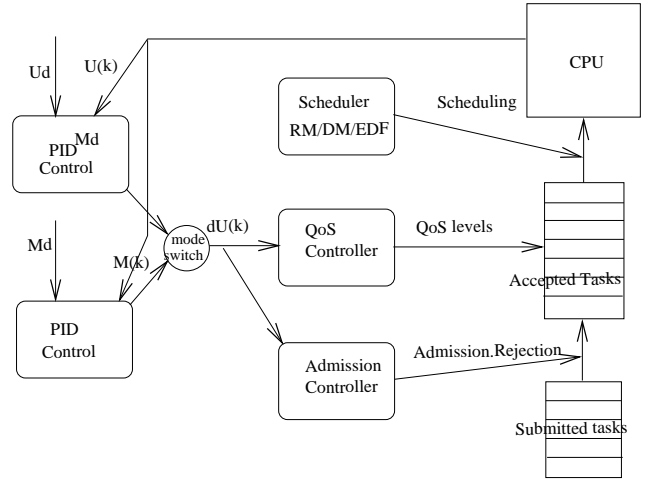 CPU
Ud
U(k)
Scheduler
RM/DM/EDF
Scheduling
Md
PID
Control
Md
dU(k)
mode
switch
M(k)
QoS
Controller
QoS levels
Accepted Tasks
PID
Control
Admission
Controller
Admission.Rejection
Submitted tasks